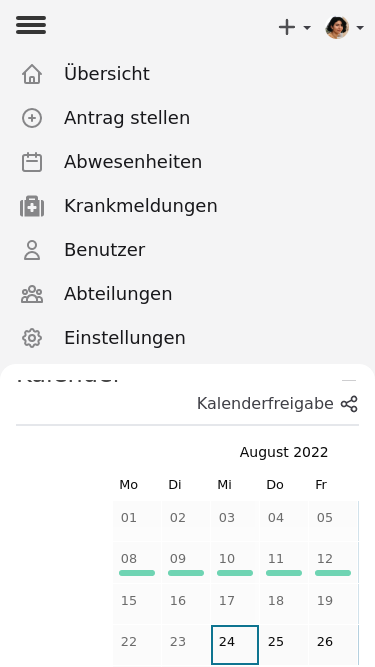 Übersicht
Antrag stellen
Abwesenheiten
Krankmeldungen
Benutzer
Abteilungen
Einstellungen
Kalender
Kalenderfreigabe
August 2022
Mo Di Mi Do Fr
01 02 03 04 05
08 09 10 11 12
15 16 17 18 19
22 23 24 25 26